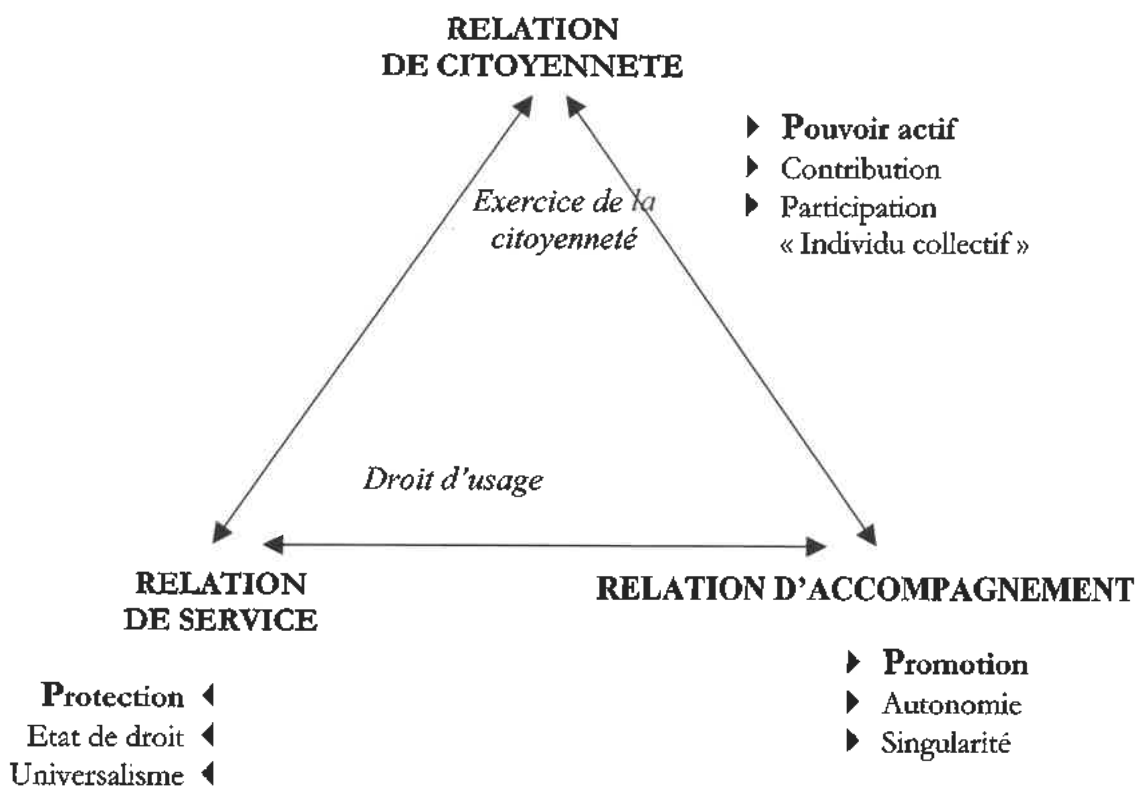 RELATION
DE CITOYENNETE
▶ Pouvoir actif
▶ Contribution
▶ Participation
« Individu collectif »
Exercice de la
citoyenneté
Droit d'usage
RELATION
DE SERVICE
RELATION D'ACCOMPAGNEMENT
Protection ◀
Etat de droit ◀
Universalisme ◀
▶ Promotion
▶ Autonomie
▶ Singularité